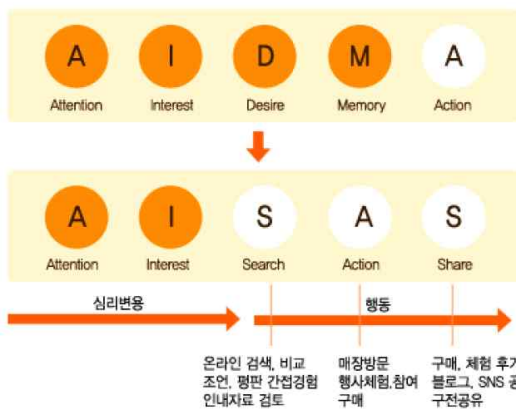 A I D M A
Attention Interest Desire Memory Action
A I S A S
Attention Interest Search Action Share
심리변용 행동
온라인 검색, 비교 매장방문 구매, 체험 후기
조언, 평판 간접경험 행사체험,참여 블로그, SNS 공
인내자료 검토 구매 구전공유